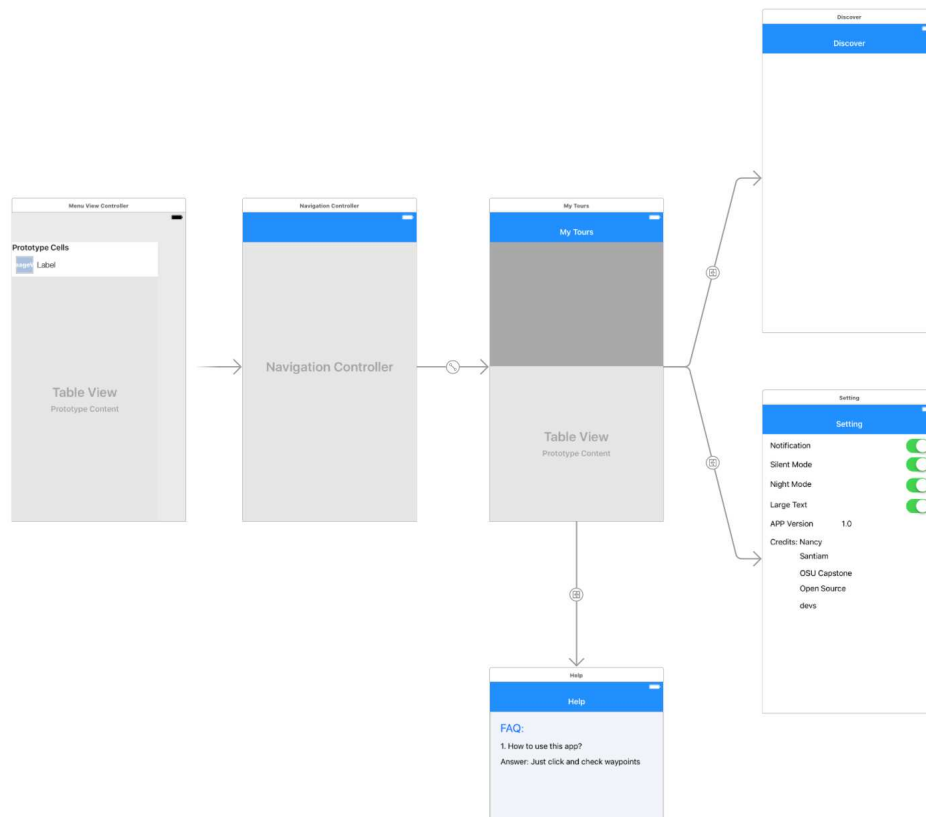 Discover
Discover
Menu View Controller
Prototype Cells
Label
Table View
Prototype Content
Navigation Controller
Navigation Controller
My Tours
My Tours
Table View
Prototype Content
Setting
Setting
Notification
Silent Mode
Night Mode
Large Text
APP Version 1.0
Credits: Nancy
Santiam
OSU Capstone
Open Source
devs
Help
Help
FAQ:
1. How to use this app?
Answer: Just click and check waypoints